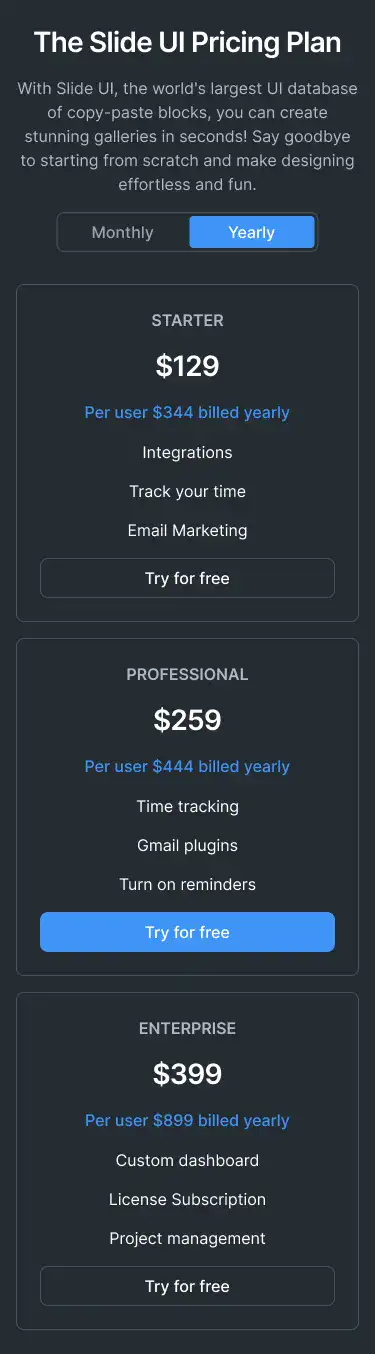 The Slide UI Pricing Plan
With Slide UI, the world's largest UI database
of copy-paste blocks, you can create
stunning galleries in seconds! Say goodbye
to starting from scratch and make designing
effortless and fun.
Monthly Yearly
STARTER
$129
Per user $344 billed yearly
Integrations
Track your time
Email Marketing
Try for free
PROFESSIONAL
$259
Per user $444 billed yearly
Time tracking
Gmail plugins
Turn on reminders
Try for free
ENTERPRISE
$399
Per user $899 billed yearly
Custom dashboard
License Subscription
Project management
Try for free